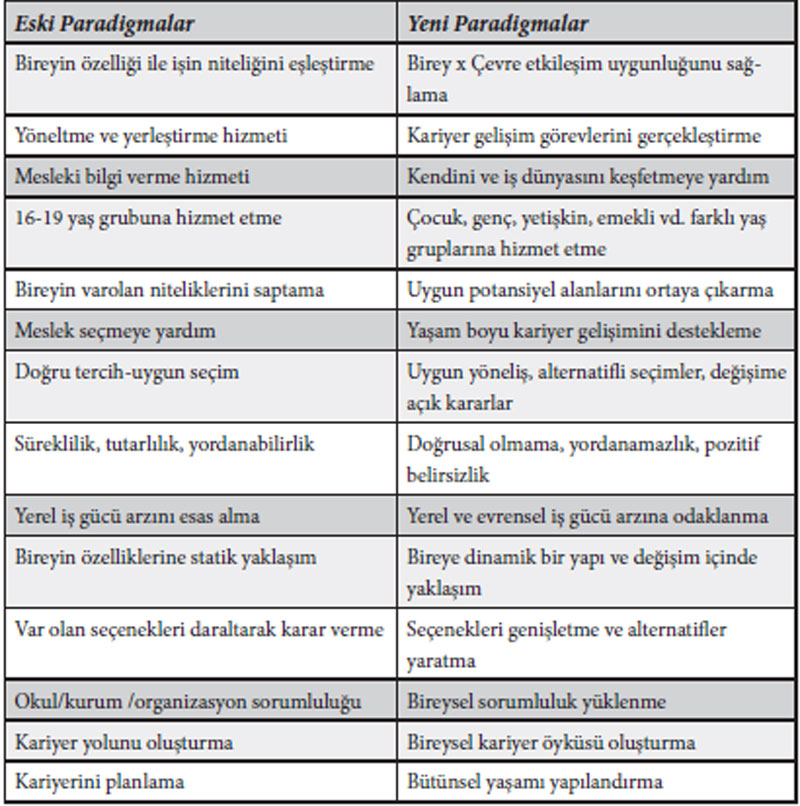 Eski Paradigmalar
Yeni Paradigmalar
Bireyin özelliği ile işin niteliğini eşleştirme
Birey x Çevre etkileşim uygunluğunu sağ-
lama
Yöneltme ve yerleştirme hizmeti
Kariyer gelişim görevlerini gerçekleştirme
Mesleki bilgi verme hizmeti
Kendini ve iş dünyasını keşfetmeye yardım
16-19 yaş grubuna hizmet etme
Çocuk, genç, yetişkin, emekli vd. farklı yaş
gruplarına hizmet etme
Bireyin varolan niteliklerini saptama
Uygun potansiyel alanlarını ortaya çıkarma
Meslek seçmeye yardım
Yaşam boyu kariyer gelişimini destekleme
Doğru tercih-uygun seçim
Uygun yöneliş, alternatifli seçimler, değişime
açık kararlar
Süreklilik, tutarlılık, yordanabilirlik
Doğrusal olmama, yordanamazlık, pozitif
belirsizlik
Yerel iş gücü arzını esas alma
Yerel ve evrensel iş gücü arzına odaklanma
Bireyin özelliklerine statik yaklaşım
Bireye dinamik bir yapı ve değişim içinde
yaklaşım
Var olan seçenekleri daraltarak karar verme
Seçenekleri genişletme ve alternatifler
yaratma
Okul/kurum /organizasyon sorumluluğu
Bireysel sorumluluk yüklenme
Kariyer yolunu oluşturma
Bireysel kariyer öyküsü oluşturma
Kariyerini planlama
Bütünsel yaşamı yapılandırma